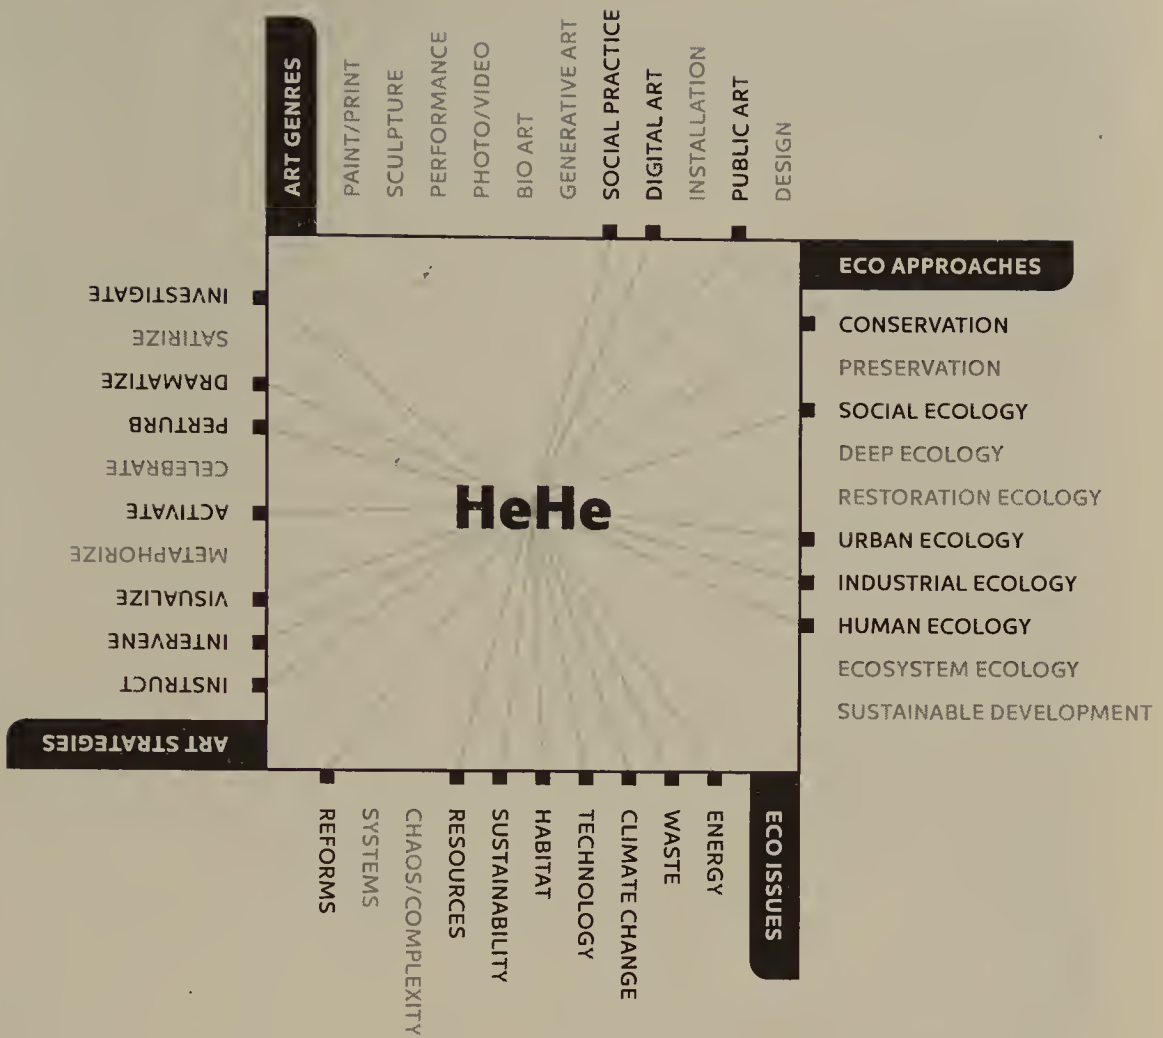 ART GENRES
PAINT/PRINT
SCULPTURE
PERFORMANCE
PHOTO/VIDEO
BIO ART
GENERATIVE ART
SOCIAL PRACTICE
DIGITAL ART
INSTALLATION
PUBLIC ART
DESIGN
ECO APPROACHES
CONSERVATION
PRESERVATION
SOCIAL ECOLOGY
DEEP ECOLOGY
RESTORATION ECOLOGY
URBAN ECOLOGY
INDUSTRIAL ECOLOGY
HUMAN ECOLOGY
ECOSYSTEM ECOLOGY
SUSTAINABLE DEVELOPMENT
ECO ISSUES
ENERGY
WASTE
CLIMATE CHANGE
TECHNOLOGY
HABITAT
SUSTAINABILITY
RESOURCES
CHAOS/COMPLEXITY
SYSTEMS
REFORMS
ART STRATEGIES
INSTRUCT
INTERVENE
VISUALIZE
METAPHORIZE
ACTIVATE
CELEBRATE
PERTURB
DRAMATIZE
SATIRIZE
INVESTIGATE
HeHe